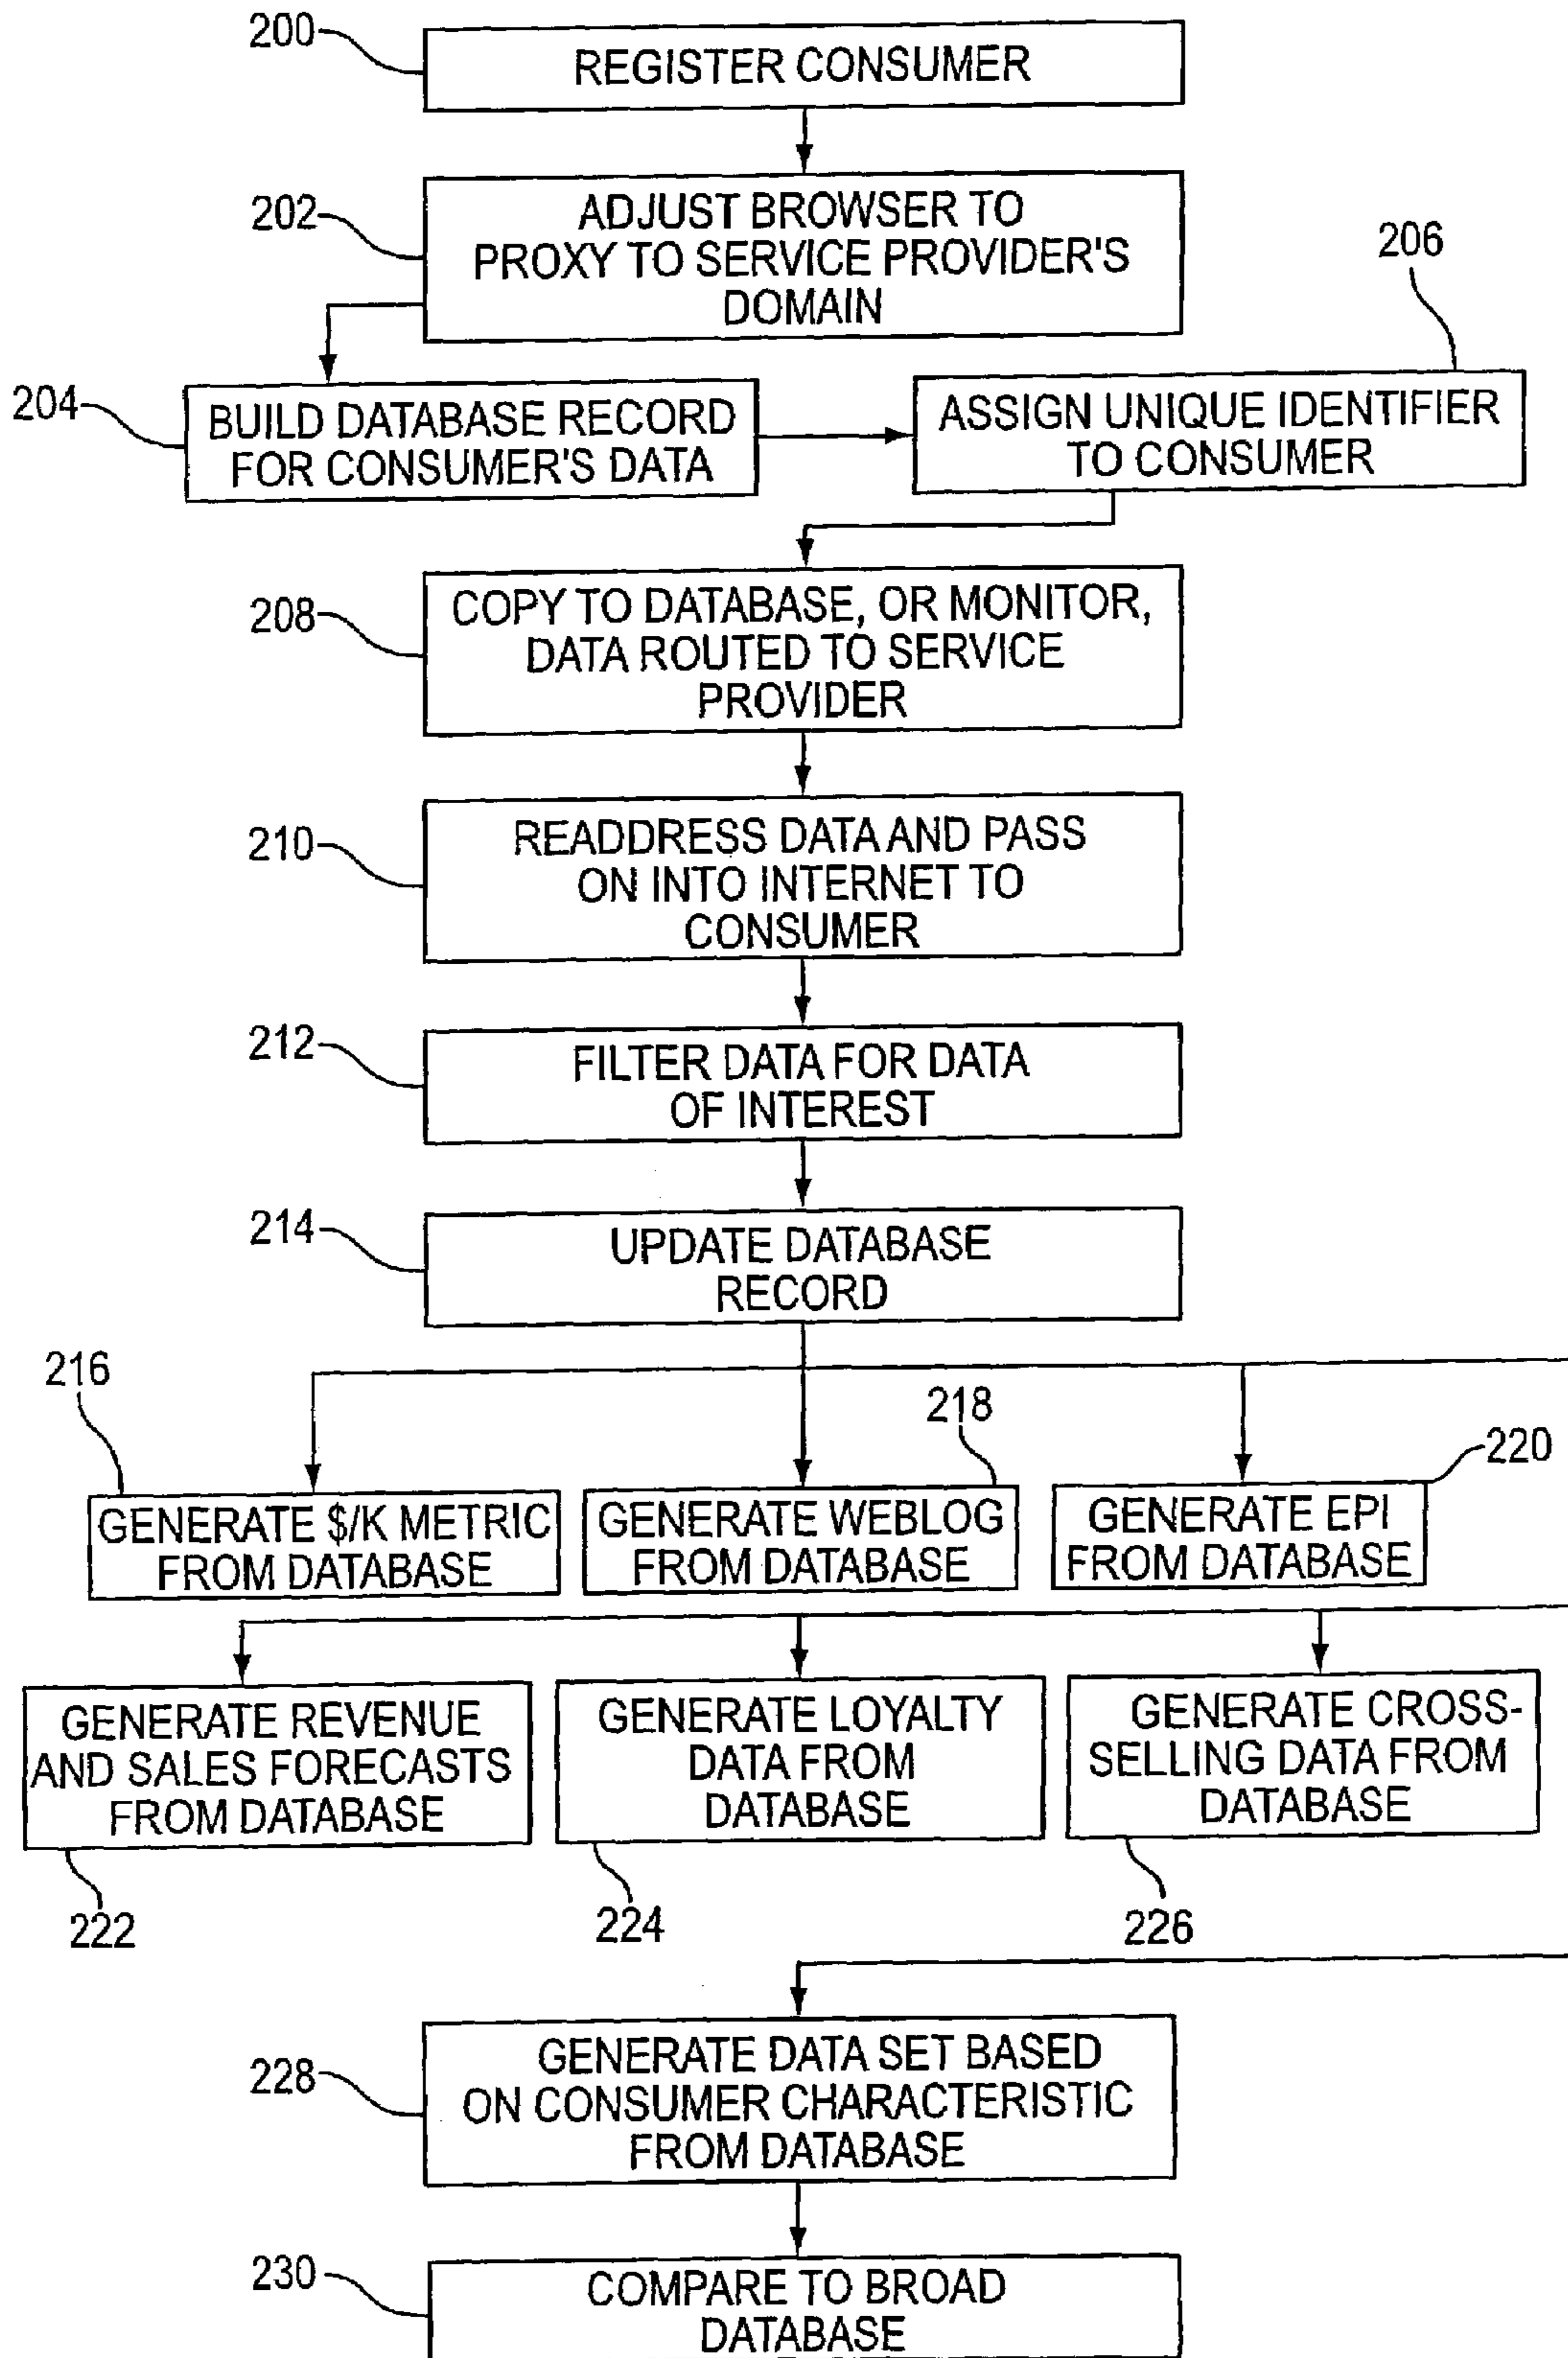 200
REGISTER CONSUMER
202
ADJUST BROWSER TO
PROXY TO SERVICE PROVIDER'S
DOMAIN
206
204
BUILD DATABASE RECORD
FOR CONSUMER'S DATA
ASSIGN UNIQUE IDENTIFIER
TO CONSUMER
208
COPY TO DATABASE, OR MONITOR,
DATA ROUTED TO SERVICE
PROVIDER
210
READDRESS DATA AND PASS
ON INTO INTERNET TO
CONSUMER
212
FILTER DATA FOR DATA
OF INTEREST
214
UPDATE DATABASE
RECORD
216
218
220
GENERATE $/K METRIC
FROM DATABASE
GENERATE WEBLOG
FROM DATABASE
GENERATE EPI
FROM DATABASE
GENERATE REVENUE
AND SALES FORECASTS
FROM DATABASE
GENERATE LOYALTY
DATA FROM
DATABASE
GENERATE CROSS-
SELLING DATA FROM
DATABASE
222
224
226
228
GENERATE DATA SET BASED
ON CONSUMER CHARACTERISTIC
FROM DATABASE
230
COMPARE TO BROAD
DATABASE